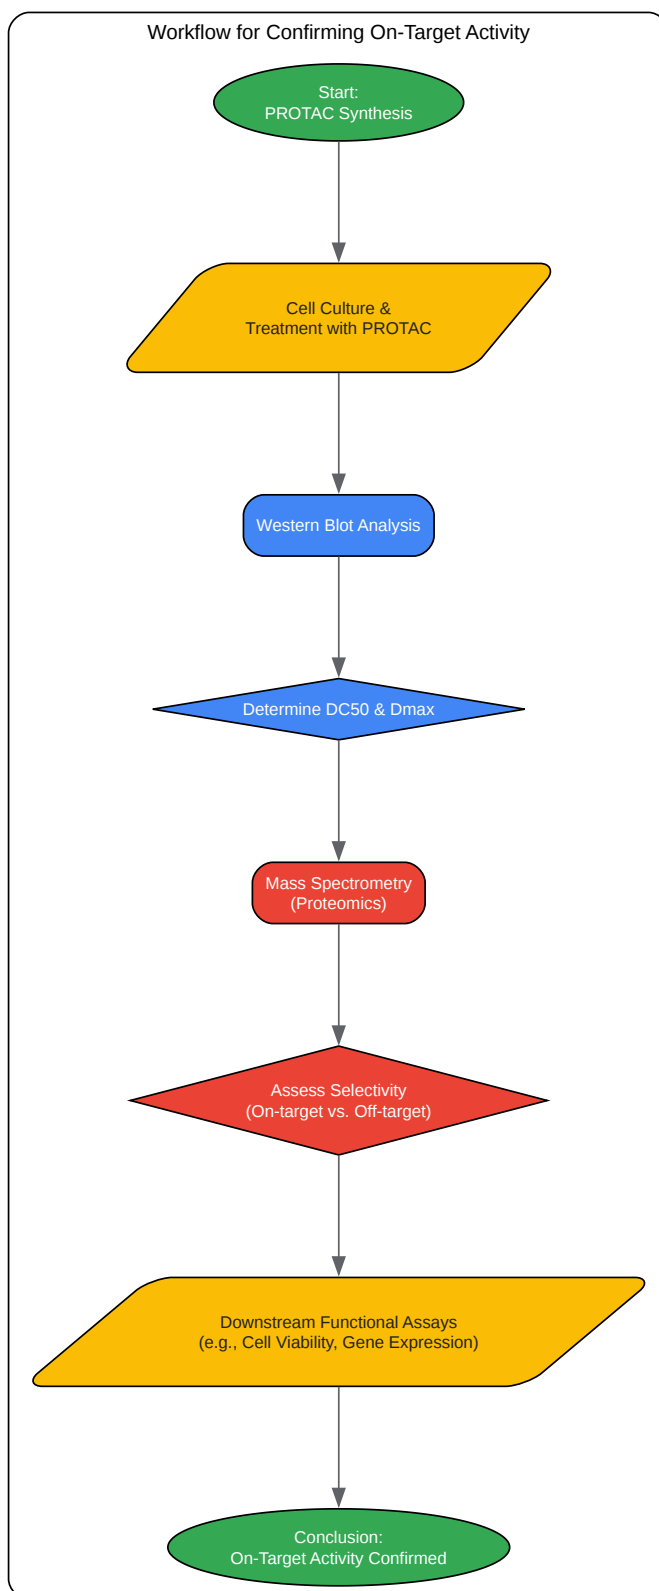 Workflow for Confirming On-Target Activity
Start:
PROTAC Synthesis
Cell Culture &
Treatment with PROTAC
Western Blot Analysis
Determine DC50 & Dmax
Mass Spectrometry
(Proteomics)
Assess Selectivity
(On-target vs. Off-target)
Downstream Functional Assays
(e.g., Cell Viability, Gene Expression)
Conclusion:
On-Target Activity Confirmed